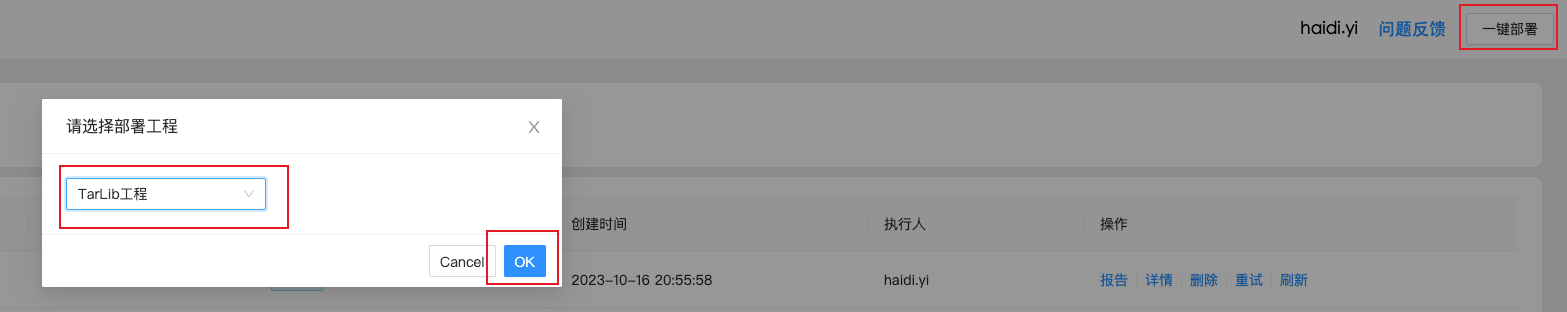 haidi.yi 问题反馈 一键部署
请选择部署工程
TarLib工程
创建时间 执行人 操作
Cancel OK
2023-10-16 20:55:58 haidi.yi 报告 详情 删除 重试 刷新